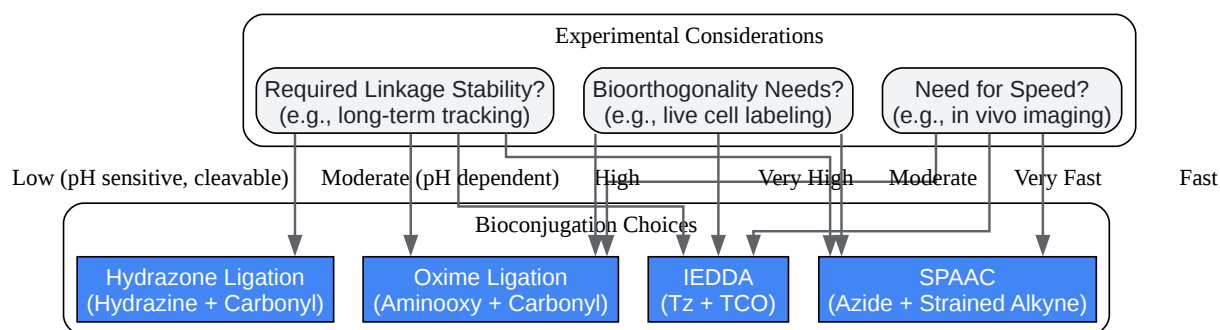 Experimental Considerations
Required Linkage Stability?
(e.g., long-term tracking)
Bioorthogonality Needs?
(e.g., live cell labeling)
Need for Speed?
(e.g., in vivo imaging)
Low (pH sensitive, cleavable)
Moderate (pH dependent)
High
Very High
Moderate
Very Fast
Fast
Bioconjugation Choices
Hydrazone Ligation
(Hydrazine + Carbonyl)
Oxime Ligation
(Aminooxy + Carbonyl)
IEDDA
(Tz + TCO)
SPAAC
(Azide + Strained Alkyne)